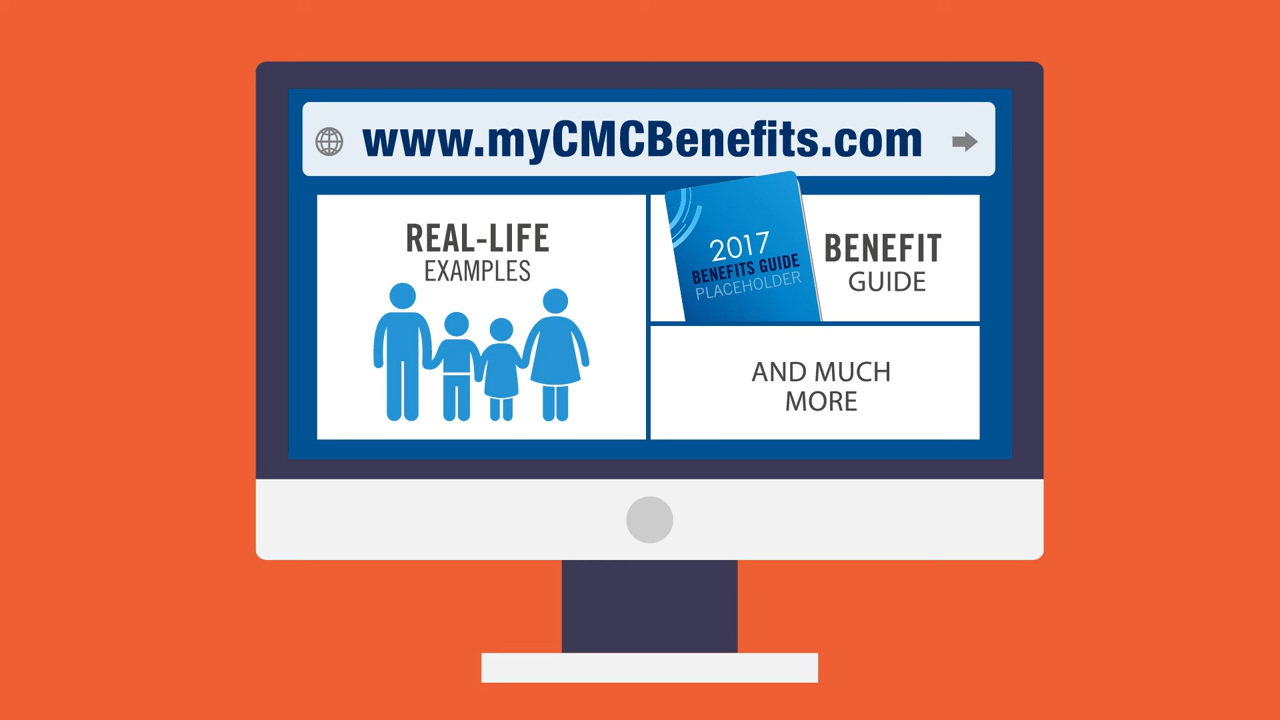 www.myCMCBenefits.com
REAL-LIFE
EXAMPLES
2017
BENEFITS GUIDE
PLACEHOLDER
BENEFIT
GUIDE
AND MUCH
MORE